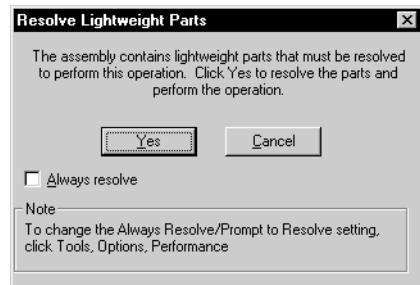 Resolve Lightweight Parts
The assembly contains lightweight parts that must be resolved
to perform this operation. Click Yes to resolve the parts and
perform the operation.
Yes
Cancel
Always resolve
Note
To change the Always Resolve/Prompt to Resolve setting,
click Tools, Options, Performance